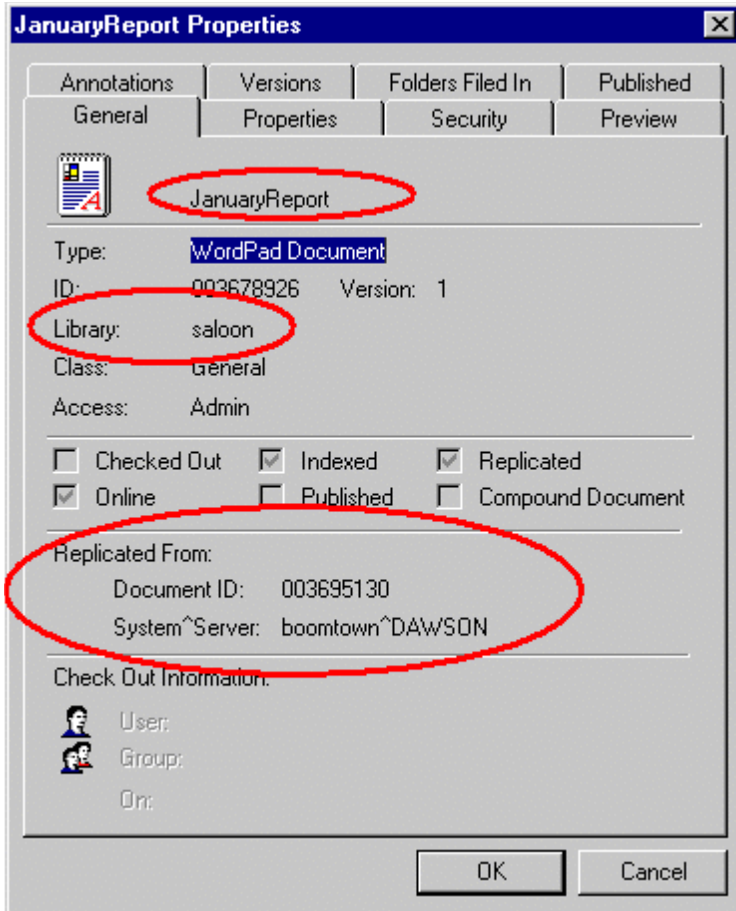 JanuaryReport Properties
Annotations Versions Folders Filed In Published
General Properties Security Preview
JanuaryReport
Type: WordPad Document
ID: 003678926 Version: 1
Library: saloon
Class: General
Access: Admin
Checked Out Indexed Replicated
Online Published Compound Document
Replicated From:
Document ID: 003695130
System^Server: boomtown^DAWSON
Check Out Information:
User:
Group:
On:
OK Cancel